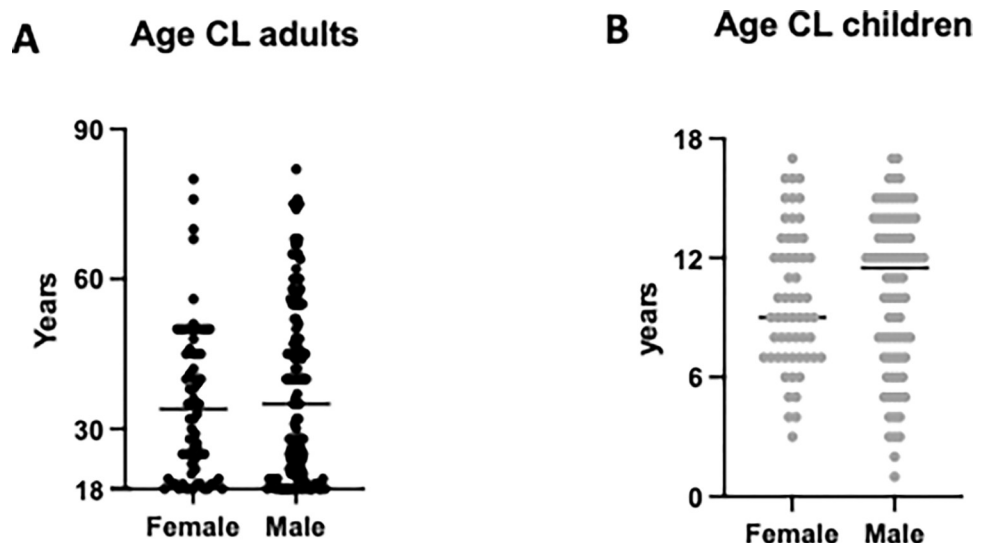 A
Age CL adults
90
60
30
18
Years
Female Male
B
Age CL children
18
12
6
0
years
Female Male